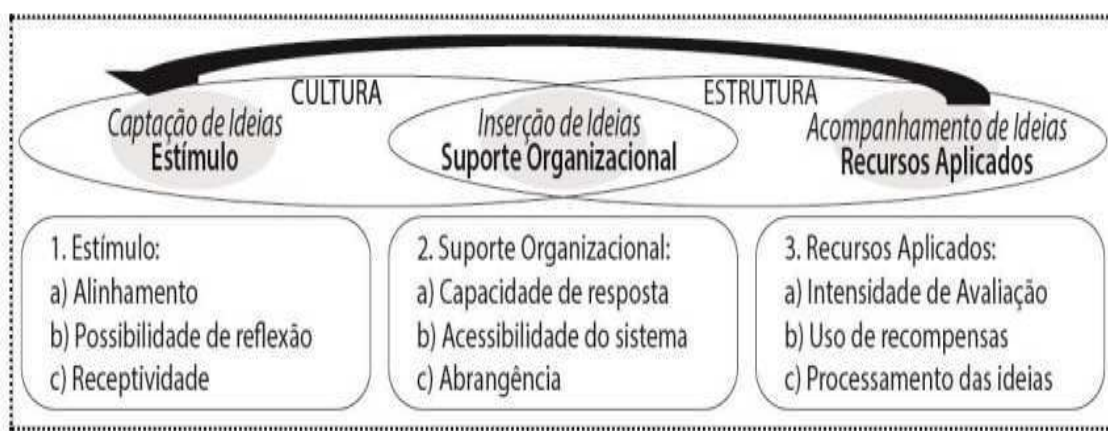 CULTURA
ESTRUTURA
Captação de Ideias
Estímulo
Inserção de Ideias
Suporte Organizacional
Acompanhamento de Ideias
Recursos Aplicados
1. Estímulo:
a) Alinhamento
b) Possibilidade de reflexão
c) Receptividade
2. Suporte Organizacional:
a) Capacidade de resposta
b) Acessibilidade do sistema
c) Abrangência
3. Recursos Aplicados:
a) Intensidade de Avaliação
b) Uso de recompensas
c) Processamento das ideias